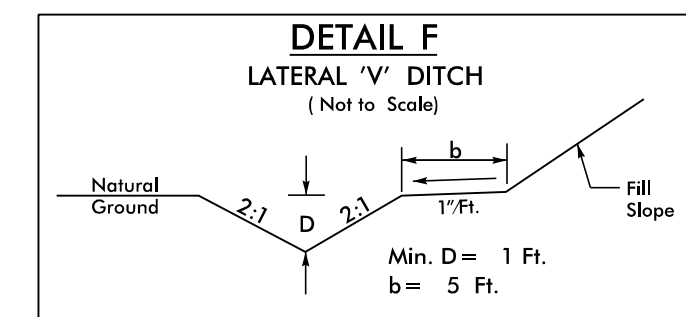 DETAIL F
LATERAL 'V' DITCH
( Not to Scale)
b
Natural
Ground
2:1
D
2:1
1"/Ft.
Fill
Slope
Min. D = 1 Ft.
b = 5 Ft.